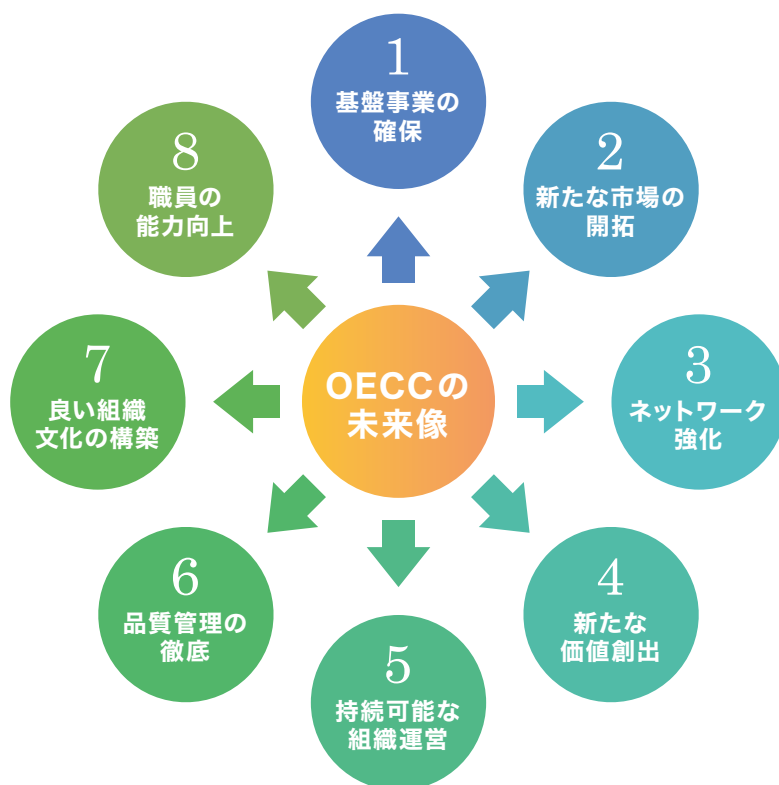 1
基盤事業の
確保
2
新たな市場の
開拓
3
ネットワーク
強化
4
新たな
価値創出
5
持続可能な
組織運営
6
品質管理の
徹底
7
良い組織
文化の構築
8
職員の
能力向上
OECCの
未来像